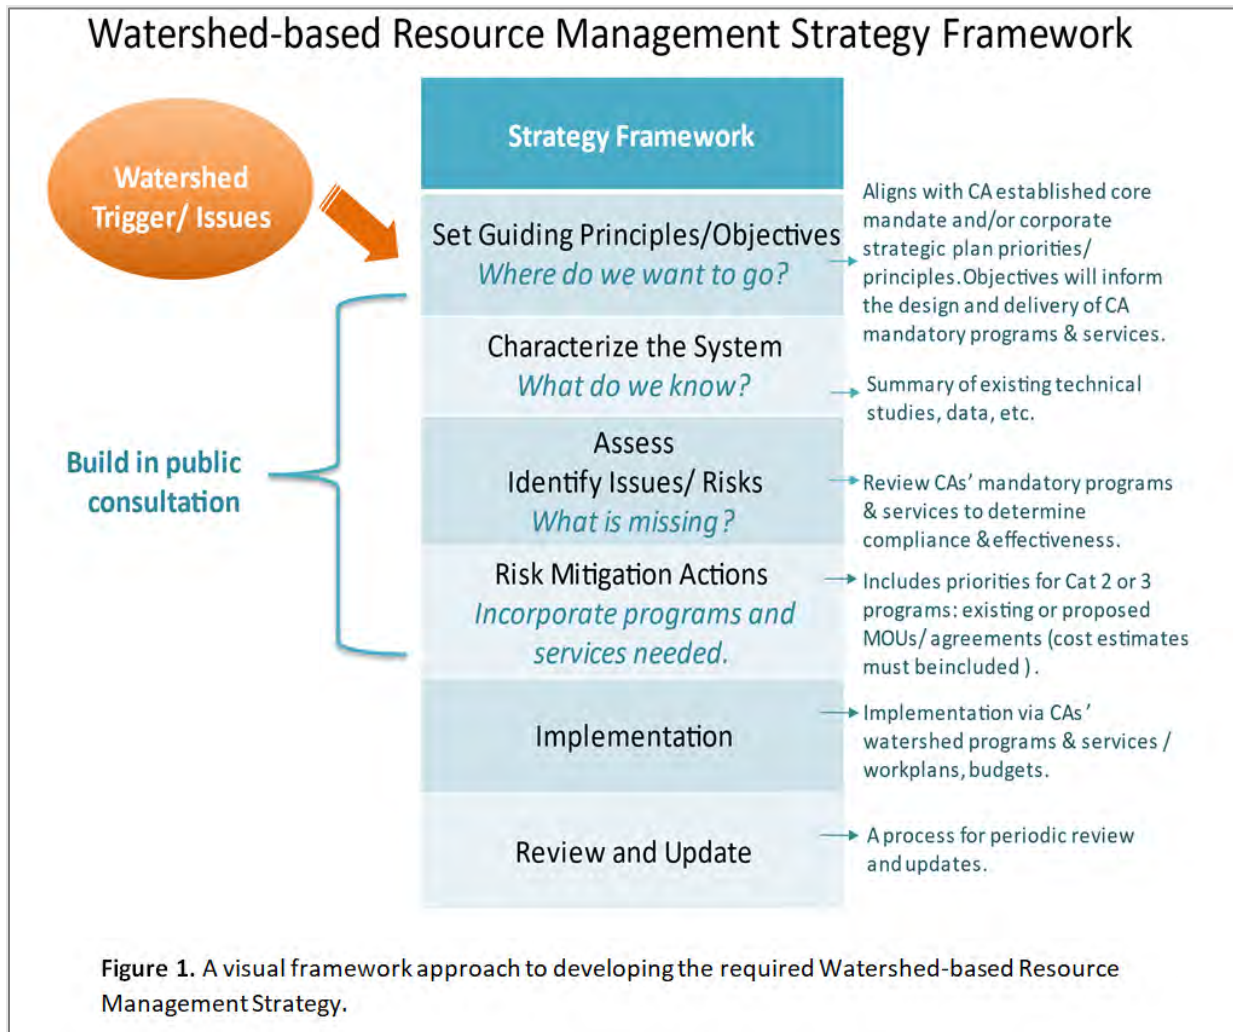 Watershed-based Resource Management Strategy Framework
Strategy Framework
Watershed
Trigger/ Issues
Set Guiding Principles/Objectives
Where do we want to go?
Aligns with CA established core
mandate and/or corporate
strategic plan priorities/
principles.Objectives will inform
the design and delivery of CA
mandatory programs & services.
Characterize the System
What do we know?
Summary of existing technical
studies, data, etc.
Build in public
consultation
Assess
Identify Issues/ Risks
What is missing?
Review CAs’ mandatory programs
& services to determine
compliance &effectiveness.
Risk Mitigation Actions
Incorporate programs and
services needed.
Includes priorities for Cat 2 or 3
programs: existing or proposed
MOUs/ agreements (cost estimates
must beincluded ).
Implementation
Implementation via CAs’
watershed programs & services /
workplans, budgets.
Review and Update
A process for periodic review
and updates.
Figure 1. A visual framework approach to developing the required Watershed-based Resource
Management Strategy.